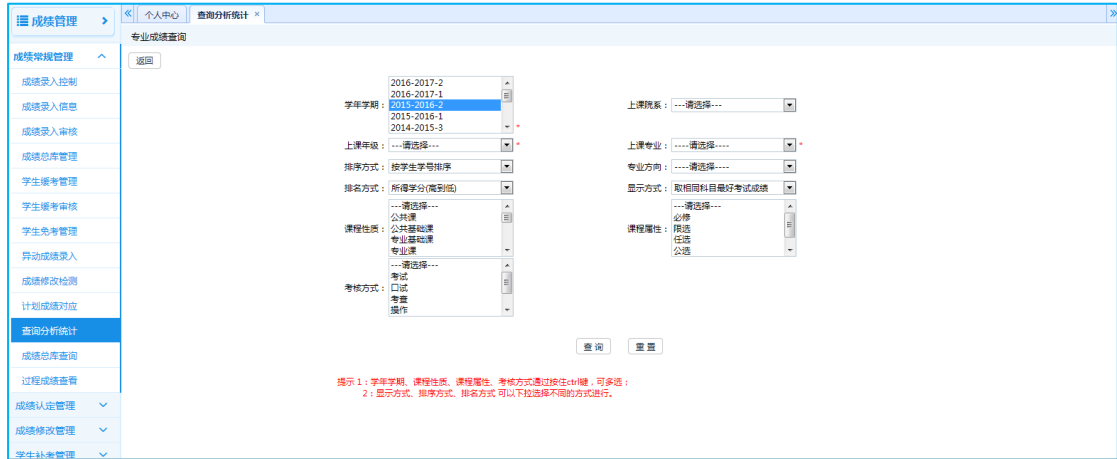 成绩管理
个人中心
查询分析统计 ×
专业成绩查询
返回
成绩常规管理
成绩录入控制
成绩录入信息
成绩录入审核
成绩总库管理
学生缓考管理
学生缓考审核
学生免考管理
异动成绩录入
成绩修改检测
计划成绩对应
查询分析统计
成绩总库查询
过程成绩查看
成绩认定管理
成绩修改管理
学生补考管理
学年学期：
2016-2017-2
2016-2017-1
2015-2016-2
2015-2016-1
2014-2015-3
*
上课院系： ---请选择---
上课年级： ---请选择--- *
上课专业： ----请选择---- *
排序方式： 按学生学号排序
专业方向： ----请选择----
排名方式： 所得学分(高到低)
显示方式： 取相同科目最好考试成绩
课程性质：
---请选择---
公共课
公共基础课
专业基础课
专业课
课程属性：
---请选择---
必修
限选
任选
公选
考核方式：
---请选择---
考试
口试
考查
操作
查 询
重 置
提示 1：学年学期、课程性质、课程属性、考核方式通过按住ctrl键，可多选；
2：显示方式、排序方式、排名方式 可以下拉选择不同的方式进行。